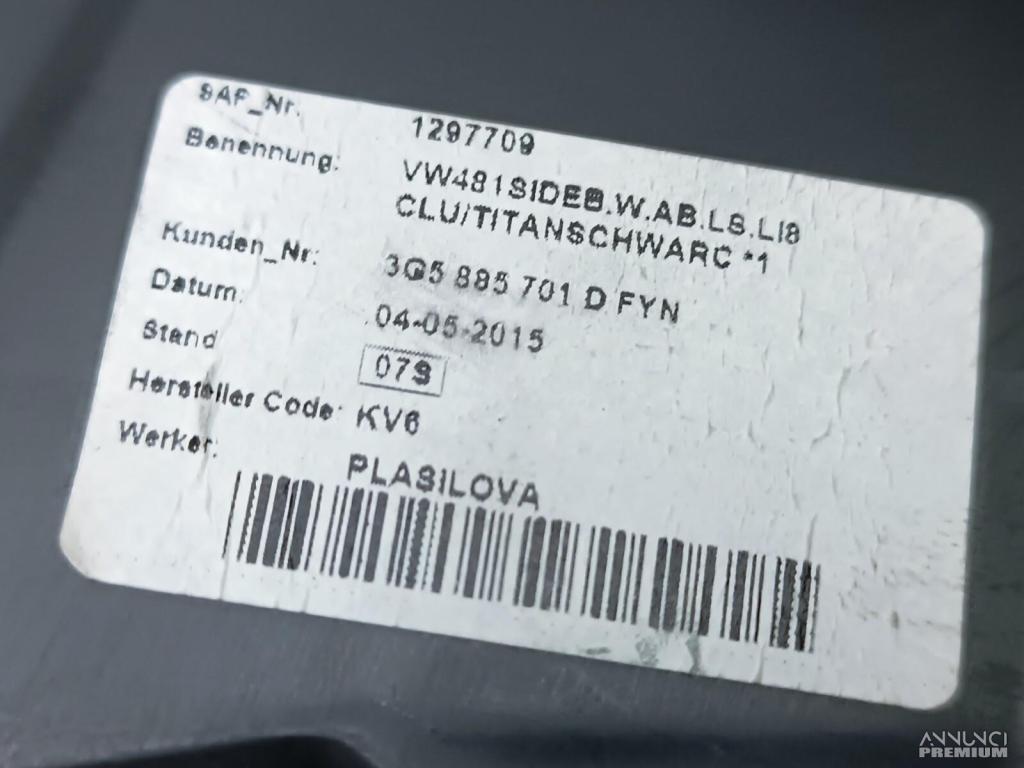 SAP_Nr. 1297709
Benennung: VW481SIDEB.W.AB.LS.LI8
CLU/TITANSCHWARC *1
Kunden_Nr: 3G5 885 701 D FYN
Datum: 04-05-2015
Stand 07S
Hersteller Code: KV6
Werker: PLASILOVA
ANNUNCI
PREMIUM